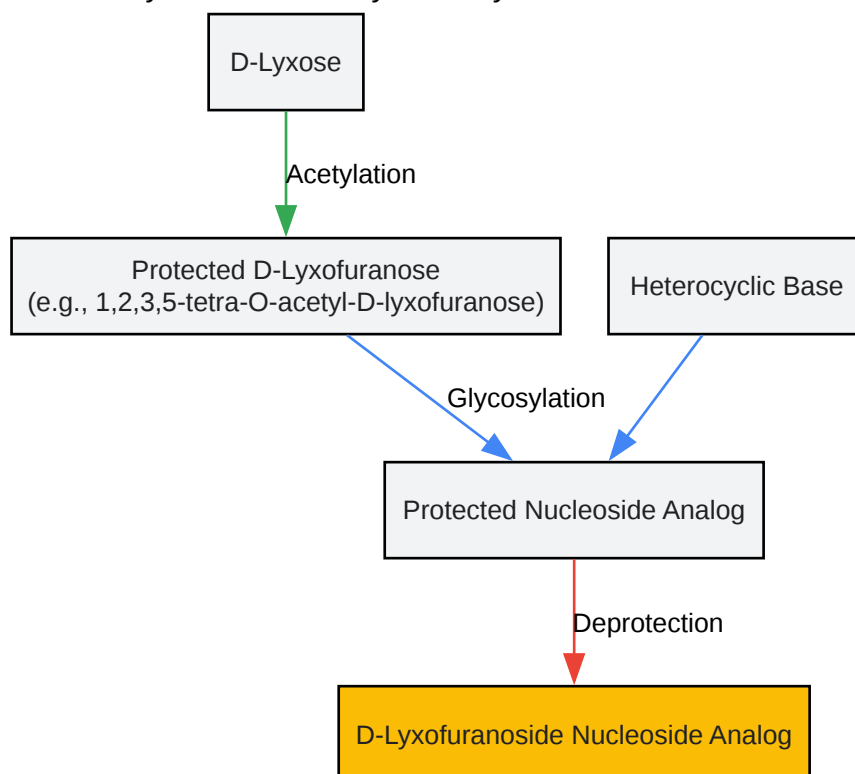 D-Lyxose
Acetylation
Protected D-Lyxofuranose
(e.g., 1,2,3,5-tetra-O-acetyl-D-lyxofuranose)
Heterocyclic Base
Glycosylation
Protected Nucleoside Analog
Deprotection
D-Lyxofuranoside Nucleoside Analog